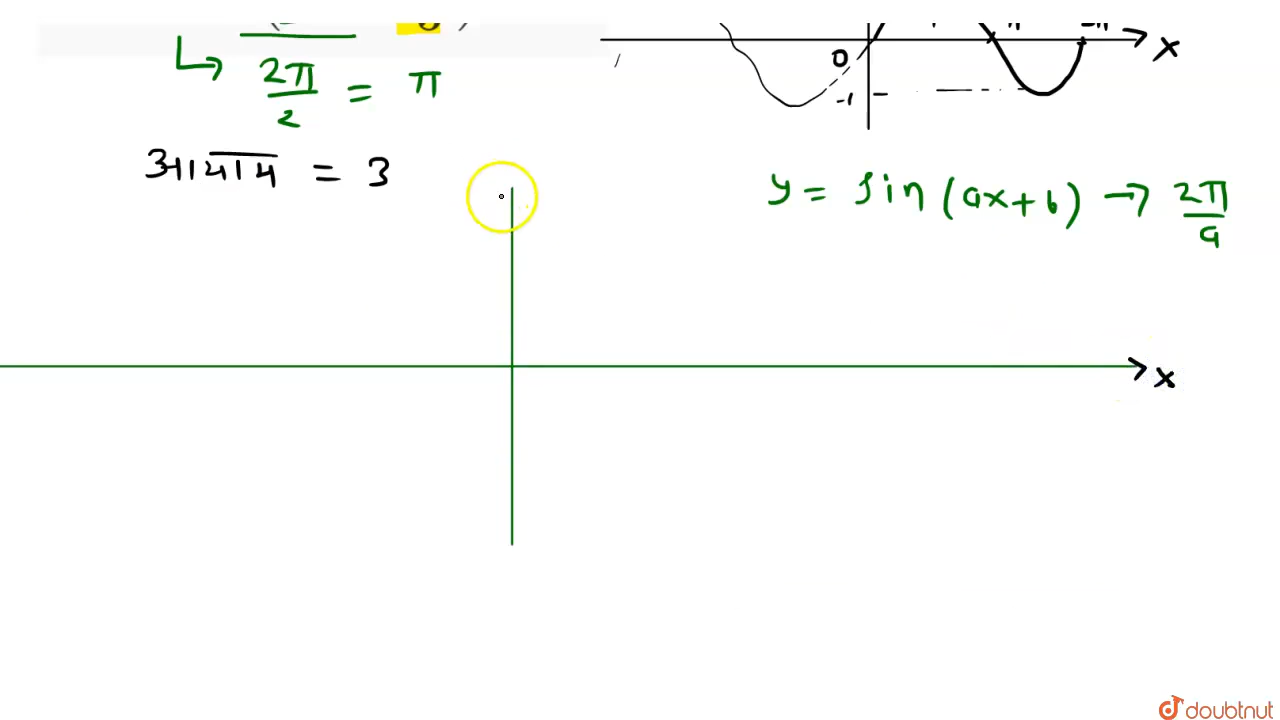 2π/2 = π
आयाम = 3
0
-1
X
y = sin(ax+b) → 2π/a
X
doubtnut